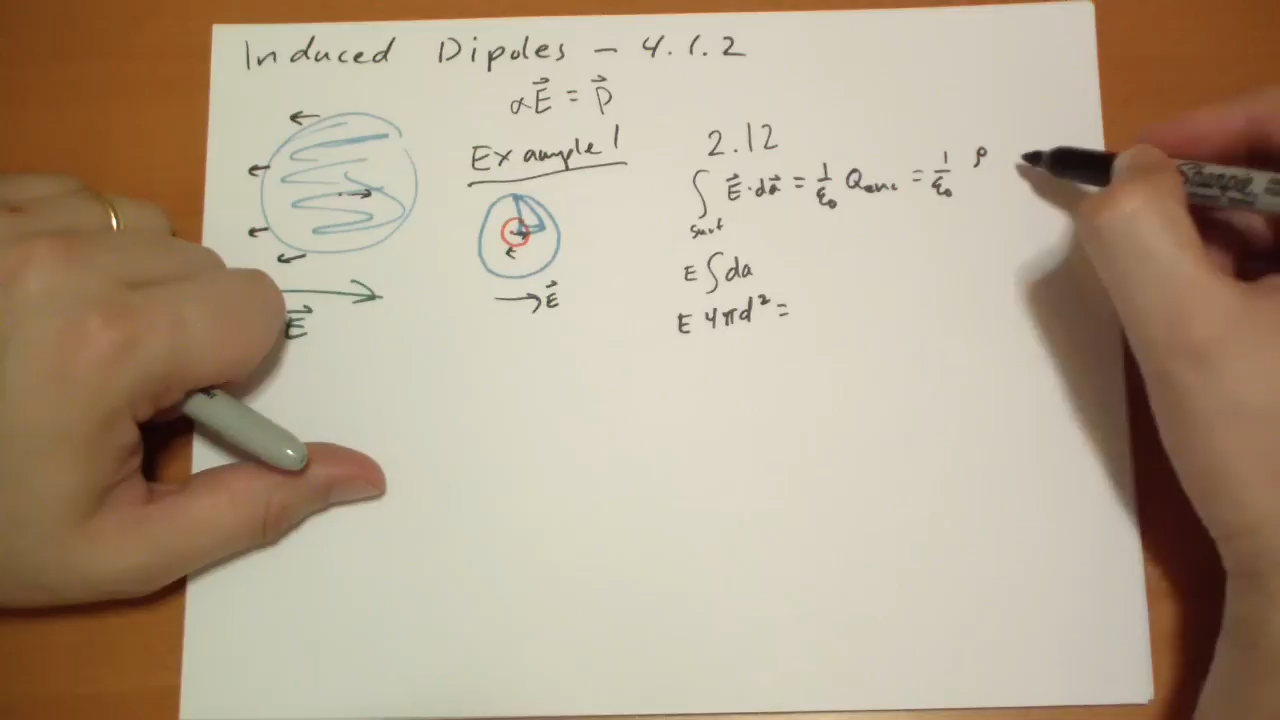 Induced Dipoles - 4.1.2
αE⃗ = p⃗
Example 1
E⃗
E⃗
2.12
∫surf E⃗·da⃗ = 1/ε₀ Qenc = 1/ε₀ ρ
E ∫da
E 4πd² =
Sharpie